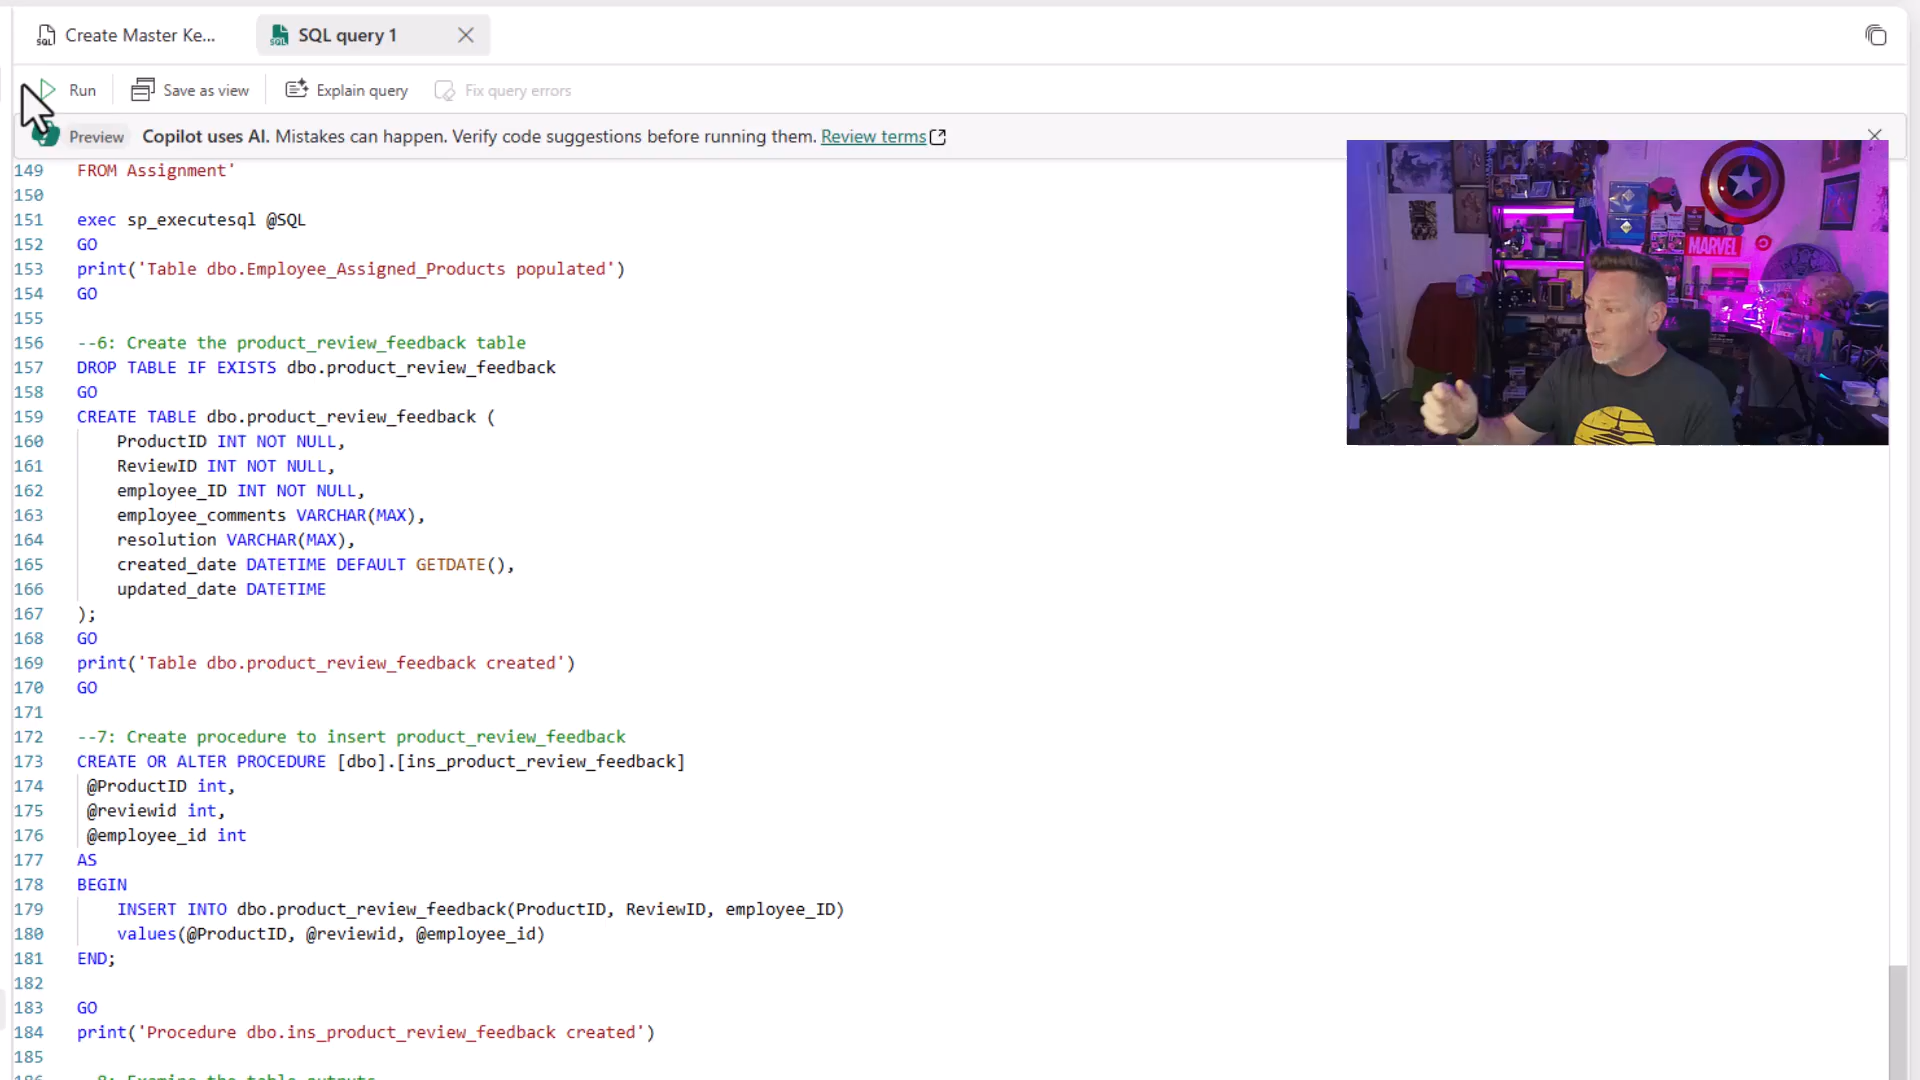 Create Master Ke...
SQL query 1
Run
Save as view
Explain query
Fix query errors
Preview
Copilot uses AI. Mistakes can happen. Verify code suggestions before running them. Review terms
149 FROM Assignment'
150
151 exec sp_executesql @SQL
152 GO
153 print('Table dbo.Employee_Assigned_Products populated')
154 GO
155
156 --6: Create the product_review_feedback table
157 DROP TABLE IF EXISTS dbo.product_review_feedback
158 GO
159 CREATE TABLE dbo.product_review_feedback (
160 ProductID INT NOT NULL,
161 ReviewID INT NOT NULL,
162 employee_ID INT NOT NULL,
163 employee_comments VARCHAR(MAX),
164 resolution VARCHAR(MAX),
165 created_date DATETIME DEFAULT GETDATE(),
166 updated_date DATETIME
167 );
168 GO
169 print('Table dbo.product_review_feedback created')
170 GO
171
172 --7: Create procedure to insert product_review_feedback
173 CREATE OR ALTER PROCEDURE [dbo].[ins_product_review_feedback]
174 @ProductID int,
175 @reviewid int,
176 @employee_id int
177 AS
178 BEGIN
179 INSERT INTO dbo.product_review_feedback(ProductID, ReviewID, employee_ID)
180 values(@ProductID, @reviewid, @employee_id)
181 END;
182
183 GO
184 print('Procedure dbo.ins_product_review_feedback created')
185
186 --8: Examine the table outputs
MARVEL